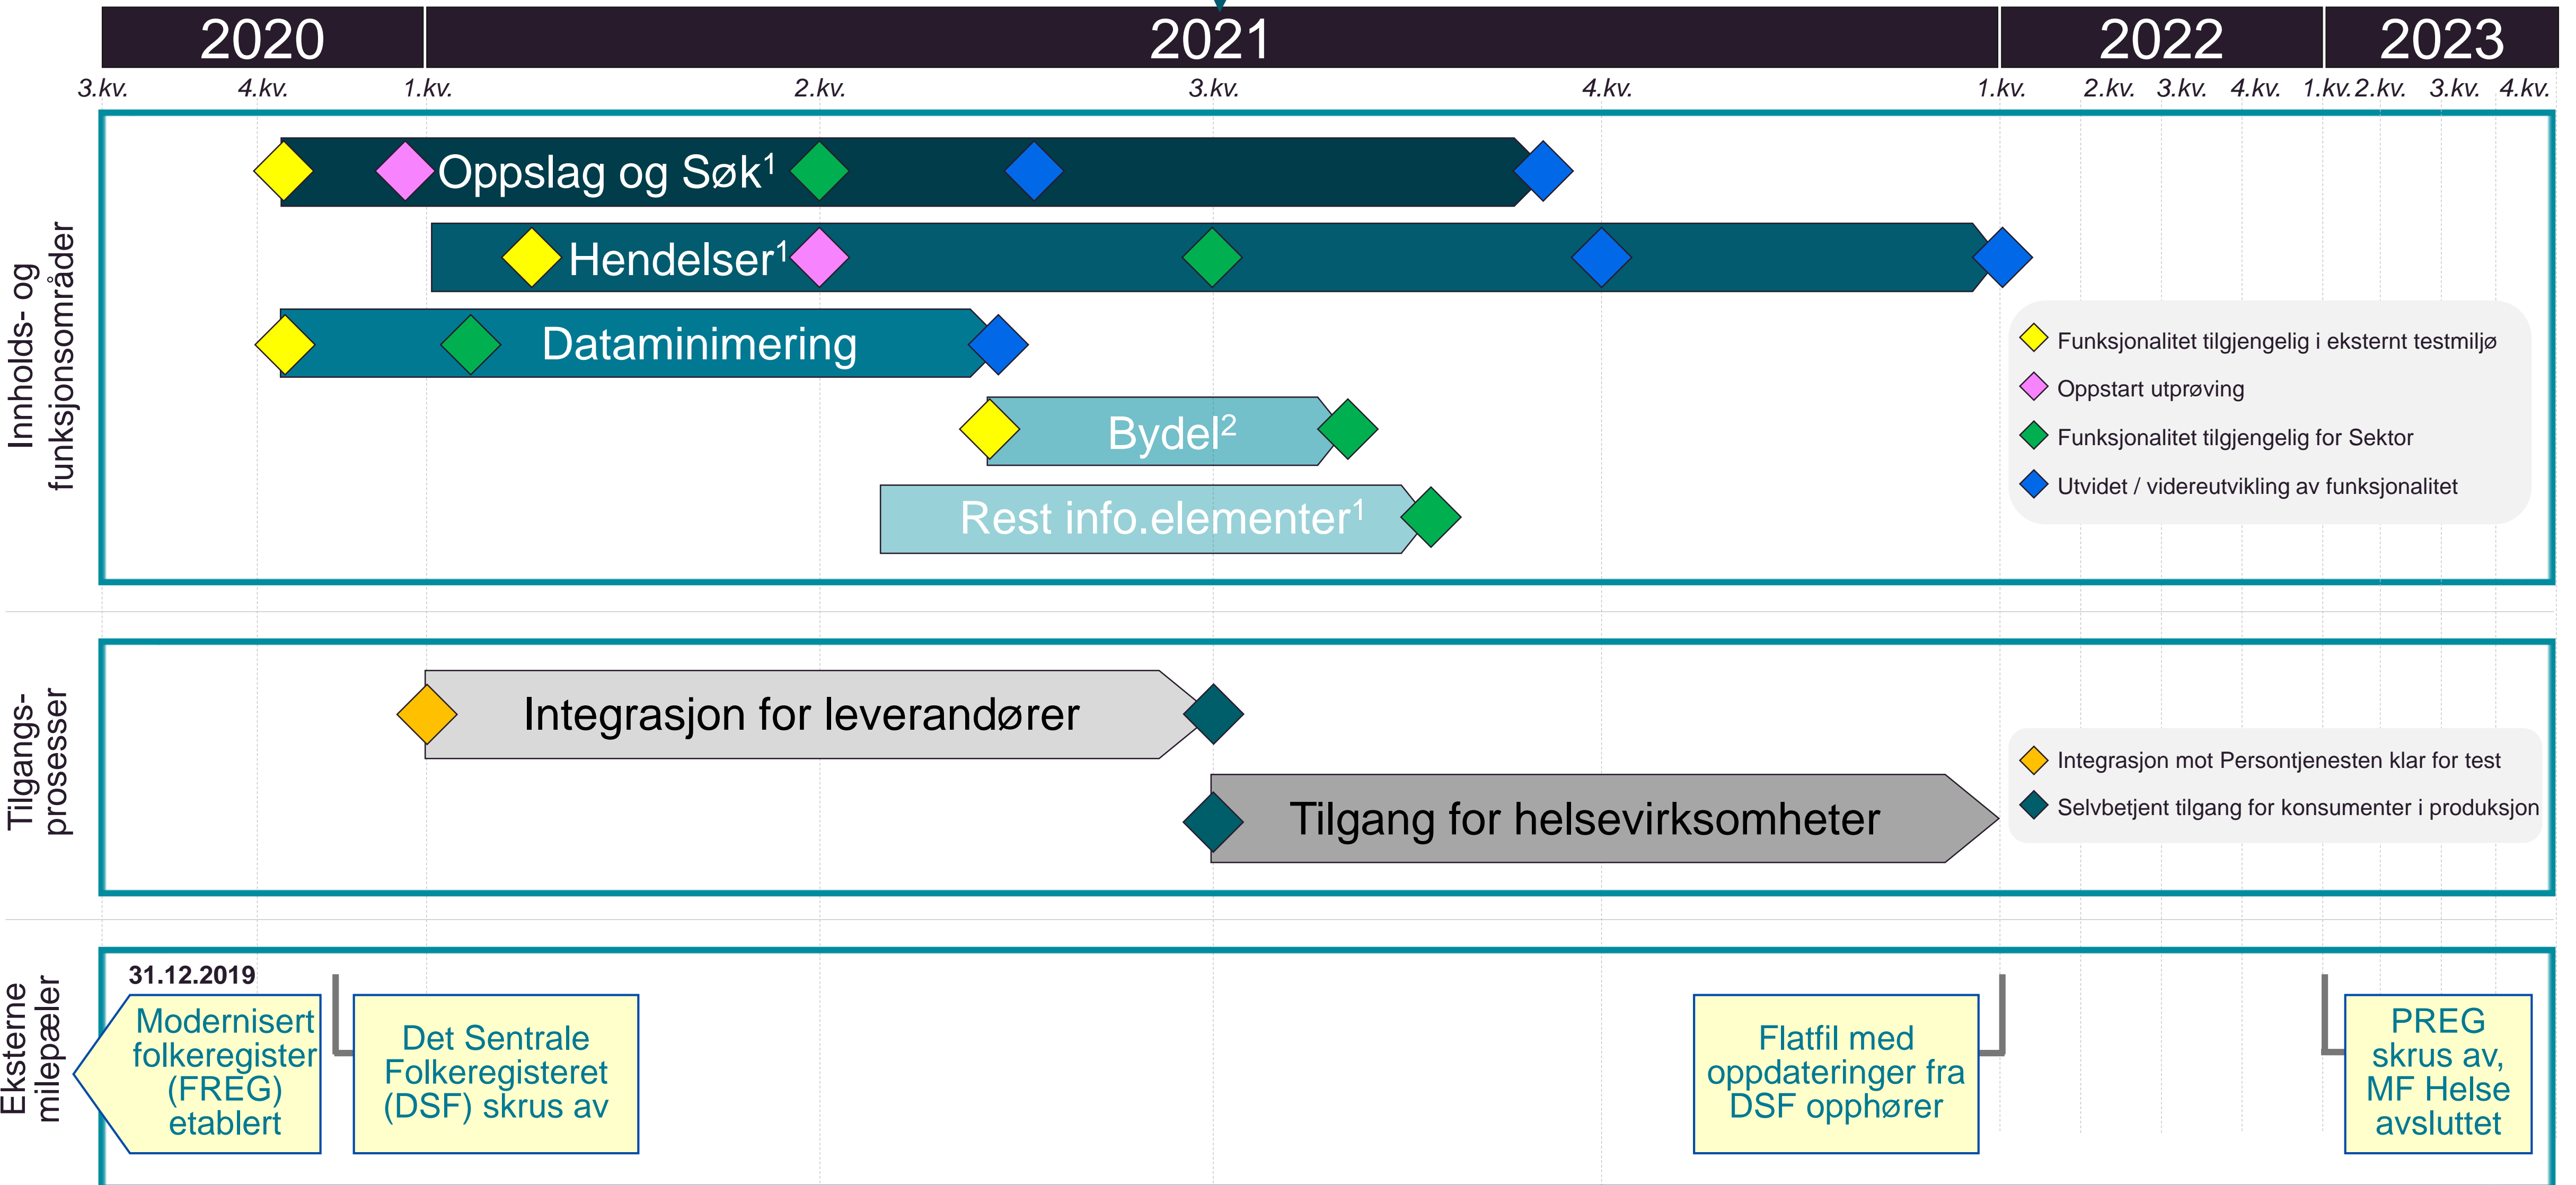 2020
2021
2022
2023
3.kv.
4.kv.
1.kv.
2.kv.
3.kv.
4.kv.
1.kv.
2.kv.
3.kv.
4.kv.
1.kv.
2.kv.
3.kv.
4.kv.
Innholds- og
funksjonsområder
Oppslag og Søk¹
Hendelser¹
Dataminimering
Bydel²
Rest info.elementer¹
Funksjonalitet tilgjengelig i eksternt testmiljø
Oppstart utprøving
Funksjonalitet tilgjengelig for Sektor
Utvidet / videreutvikling av funksjonalitet
Tilgangs-
prosesser
Integrasjon for leverandører
Tilgang for helsevirksomheter
Integrasjon mot Persontjenesten klar for test
Selvbetjent tilgang for konsumenter i produksjon
Eksterne
milepæler
31.12.2019
Modernisert
folkeregister
(FREG)
etablert
Det Sentrale
Folkeregisteret
(DSF) skrus av
Flatfil med
oppdateringer fra
DSF opphører
PREG
skrus av,
MF Helse
avsluttet